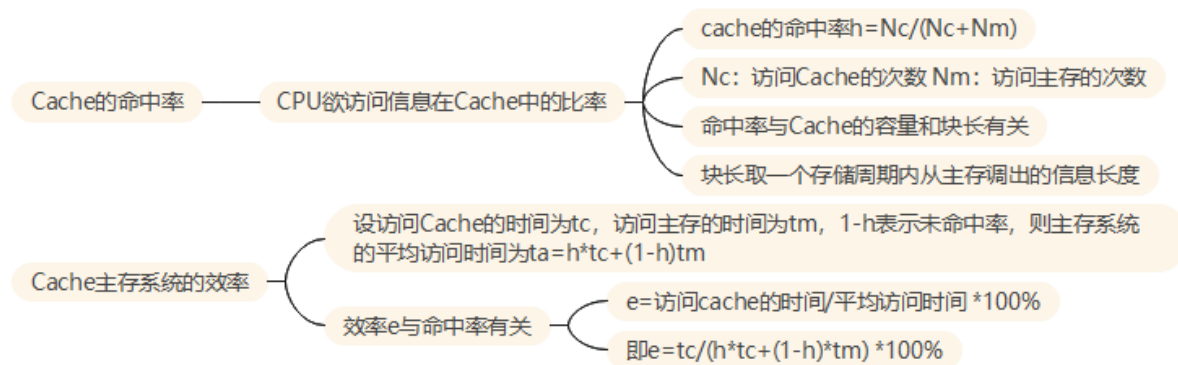 Cache的命中率
CPU欲访问信息在Cache中的比率
cache的命中率h=Nc/(Nc+Nm)
Nc：访问Cache的次数 Nm：访问主存的次数
命中率与Cache的容量和块长有关
块长取一个存储周期内从主存调出的信息长度
Cache主存系统的效率
设访问Cache的时间为tc，访问主存的时间为tm，1-h表示未命中率，则主存系统
的平均访问时间为ta=h*tc+(1-h)tm
效率e与命中率有关
e=访问cache的时间/平均访问时间 *100%
即e=tc/(h*tc+(1-h)*tm) *100%